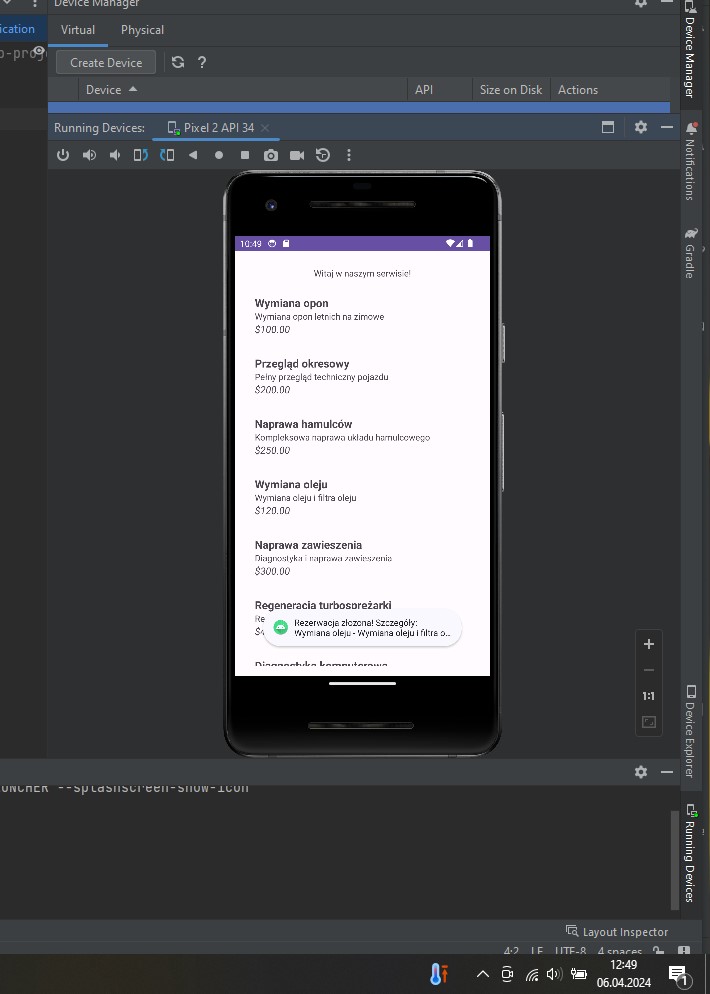 Device Manager
ication
Virtual
Physical
Create Device
?
Device
API
Size on Disk
Actions
Running Devices:
Pixel 2 API 34
10:49
Witaj w naszym serwisie!
Wymiana opon
Wymiana opon letnich na zimowe
$100.00
Przegląd okresowy
Pełny przegląd techniczny pojazdu
$200.00
Naprawa hamulców
Kompleksowa naprawa układu hamulcowego
$250.00
Wymiana oleju
Wymiana oleju i filtra oleju
$120.00
Naprawa zawieszenia
Diagnostyka i naprawa zawieszenia
$300.00
Regeneracja turbosprężarki
Re
Rezerwacja złożona! Szczegóły:
Wymiana oleju - Wymiana oleju i filtra o...
Diagnostyka komputerowa
1:1
Device Manager
Notifications
Gradle
Device Explorer
Running Devices
UNCHER --splashscreen-show-icon
Layout Inspector
4:2 LF UTF-8 4 spaces
12:49
06.04.2024
1